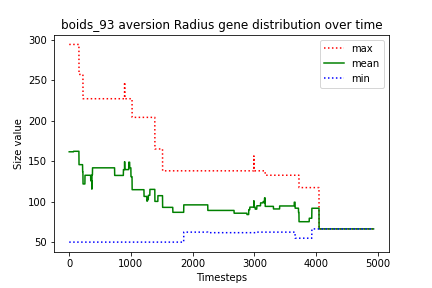 boids_93 aversion Radius gene distribution over time
300
250
200
150
100
50
Size value
max
mean
min
0
1000
2000
3000
4000
5000
Timesteps